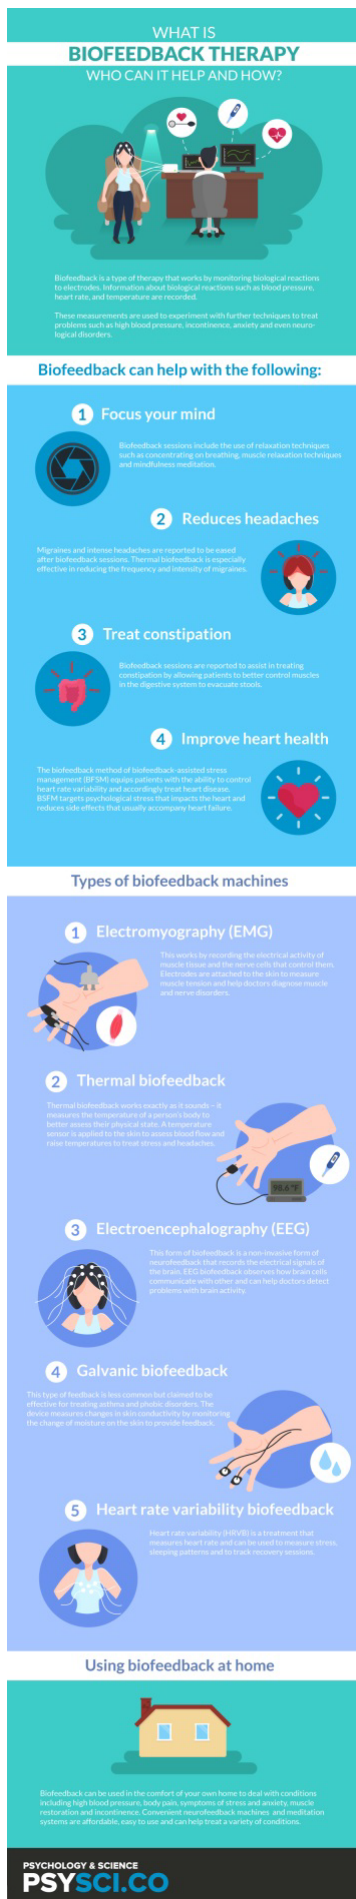 WHAT IS
BIOFEEDBACK THERAPY
WHO CAN IT HELP AND HOW?
Biofeedback is a type of therapy that works by monitoring biological reactions
to electrodes. Information about biological reactions such as blood pressure,
heart rate, and temperature are recorded.
These measurements are used to experiment with further techniques to treat
problems such as high blood pressure, incontinence, anxiety and even neuro-
logical disorders.
Biofeedback can help with the following:
1 Focus your mind
Biofeedback sessions include the use of relaxation techniques
such as concentrating on breathing, muscle relaxation techniques
and mindfulness meditation.
2 Reduces headaches
Migraines and intense headaches are reported to be eased
after biofeedback sessions. Thermal biofeedback is especially
effective in reducing the frequency and intensity of migraines.
3 Treat constipation
Biofeedback sessions are reported to assist in treating
constipation by allowing patients to better control muscles
in the digestive system to evacuate stools.
4 Improve heart health
The biofeedback method of biofeedback-assisted stress
management (BFSM) equips patients with the ability to control
heart rate variability and accordingly treat heart disease.
BSFM targets psychological stress that impacts the heart and
reduces side effects that usually accompany heart failure.
Types of biofeedback machines
1 Electromyography (EMG)
This works by recording the electrical activity of
muscle tissue and the nerve cells that control them.
Electrodes are attached to the skin to measure
muscle tension and help doctors diagnose muscle
and nerve disorders.
2 Thermal biofeedback
Thermal biofeedback works exactly as it sounds – it
measures the temperature of a person's body to
better assess their physical state. A temperature
sensor is applied to the skin to assess blood flow and
raise temperatures to treat stress and headaches.
98.6 °F
3 Electroencephalography (EEG)
This form of biofeedback is a non-invasive form of
neurofeedback that records the electrical signals of
the brain. EEG biofeedback observes how brain cells
communicate with other and can help doctors detect
problems with brain activity.
4 Galvanic biofeedback
This type of feedback is less common but claimed to be
effective for treating asthma and phobic disorders. The
device measures changes in skin conductivity by monitoring
the change of moisture on the skin to provide feedback.
5 Heart rate variability biofeedback
Heart rate variability (HRVB) is a treatment that
measures heart rate and can be used to measure stress,
sleeping patterns and to track recovery sessions.
Using biofeedback at home
Biofeedback can be used in the comfort of your own home to deal with conditions
including high blood pressure, body pain, symptoms of stress and anxiety, muscle
restoration and incontinence. Convenient neurofeedback machines and meditation
systems are affordable, easy to use and can help treat a variety of conditions.
PSYCHOLOGY & SCIENCE
PSYSCI.CO